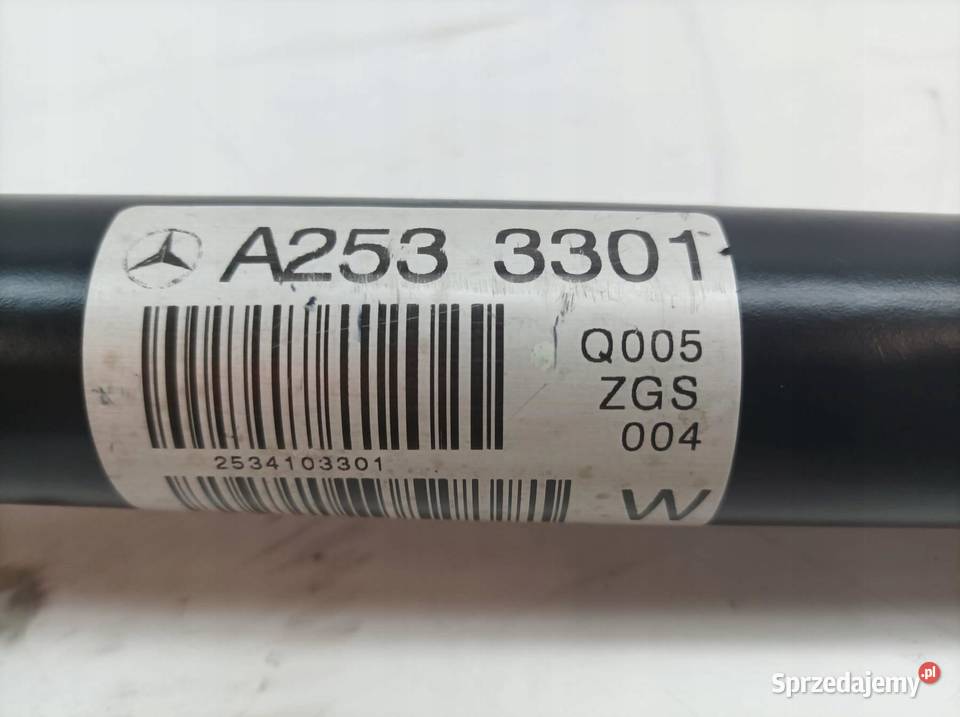 A253 3301
Q005
ZGS
004
2534103301
W
Sprzedajemy.pl